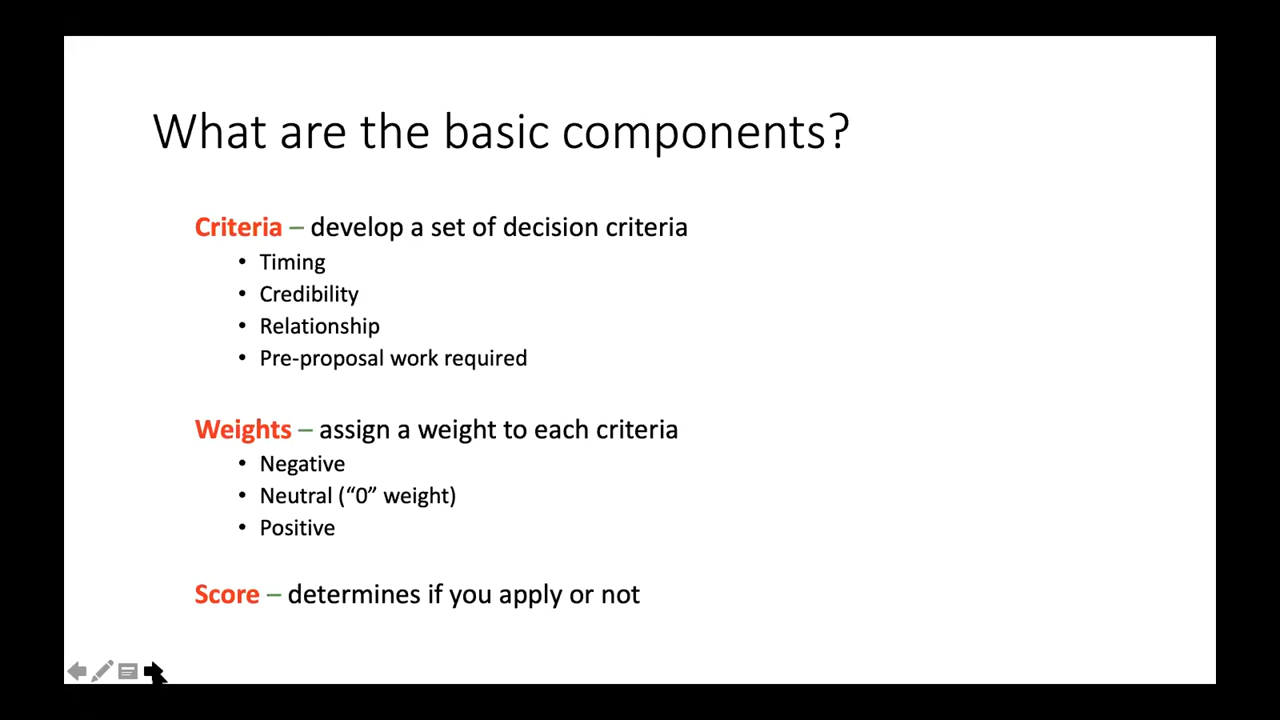 What are the basic components?
Criteria – develop a set of decision criteria
• Timing
• Credibility
• Relationship
• Pre-proposal work required
Weights – assign a weight to each criteria
• Negative
• Neutral (“0” weight)
• Positive
Score – determines if you apply or not